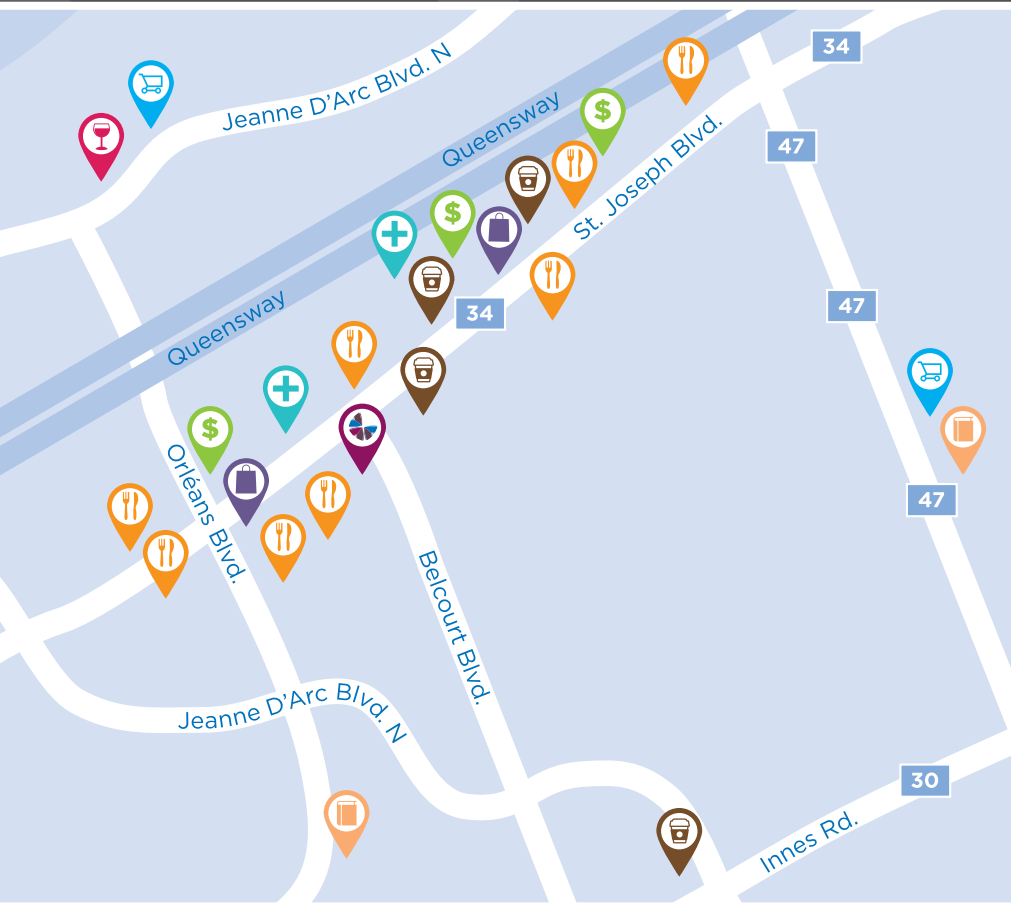 34
Jeanne D'Arc Blvd. N
$
Queensway
47
St. Joseph Blvd.
$
47
34
Queensway
$
47
Orléans Blvd.
Belcourt Blvd.
Jeanne D'Arc Blvd. N
30
Innes Rd.